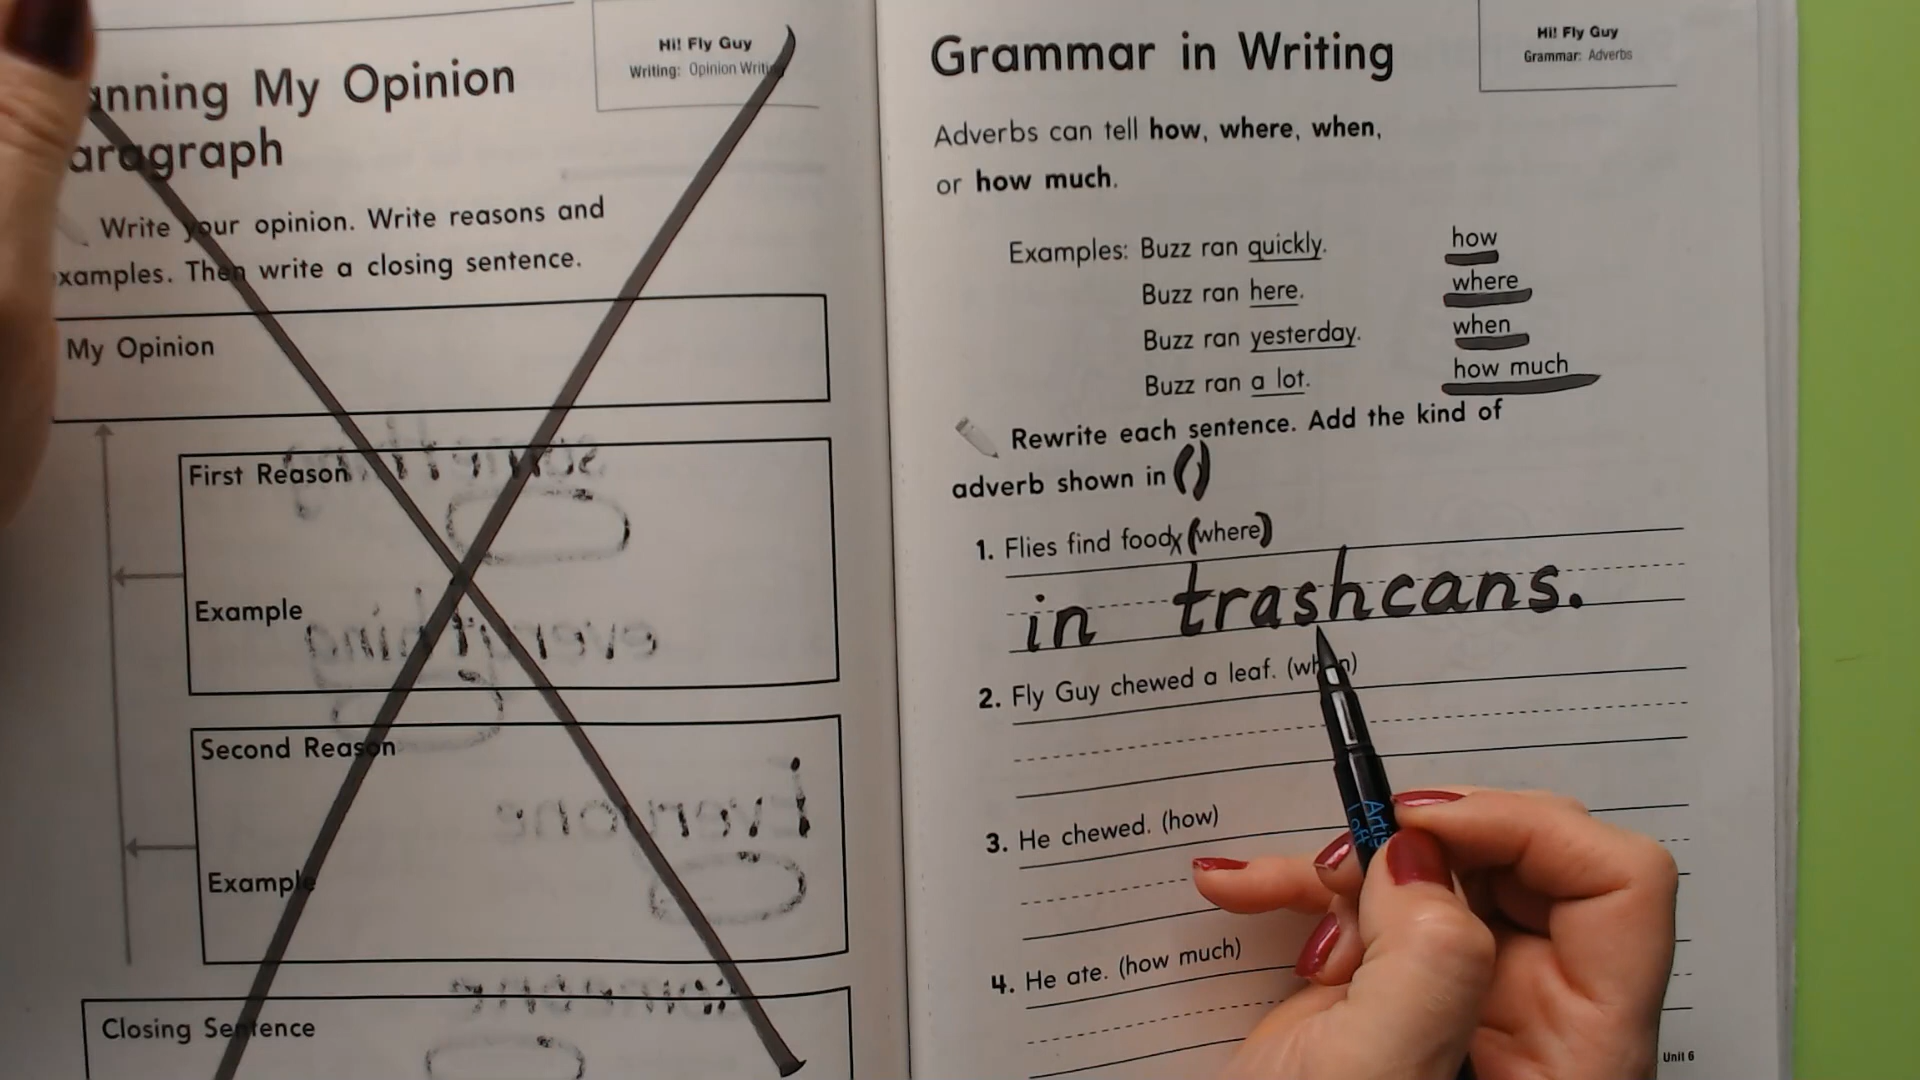 Hi! Fly Guy
Writing: Opinion Writing
anning My Opinion
aragraph
Write your opinion. Write reasons and
xamples. Then write a closing sentence.
My Opinion
First Reason
Example
Second Reason
Example
Closing Sentence
Hi! Fly Guy
Grammar: Adverbs
Grammar in Writing
Adverbs can tell how, where, when,
or how much.
Examples: Buzz ran quickly. how
Buzz ran here. where
Buzz ran yesterday. when
Buzz ran a lot. how much
Rewrite each sentence. Add the kind of
adverb shown in ()
1. Flies find food (where)
in trashcans.
2. Fly Guy chewed a leaf. (when)
3. He chewed. (how)
4. He ate. (how much)
Unit 6